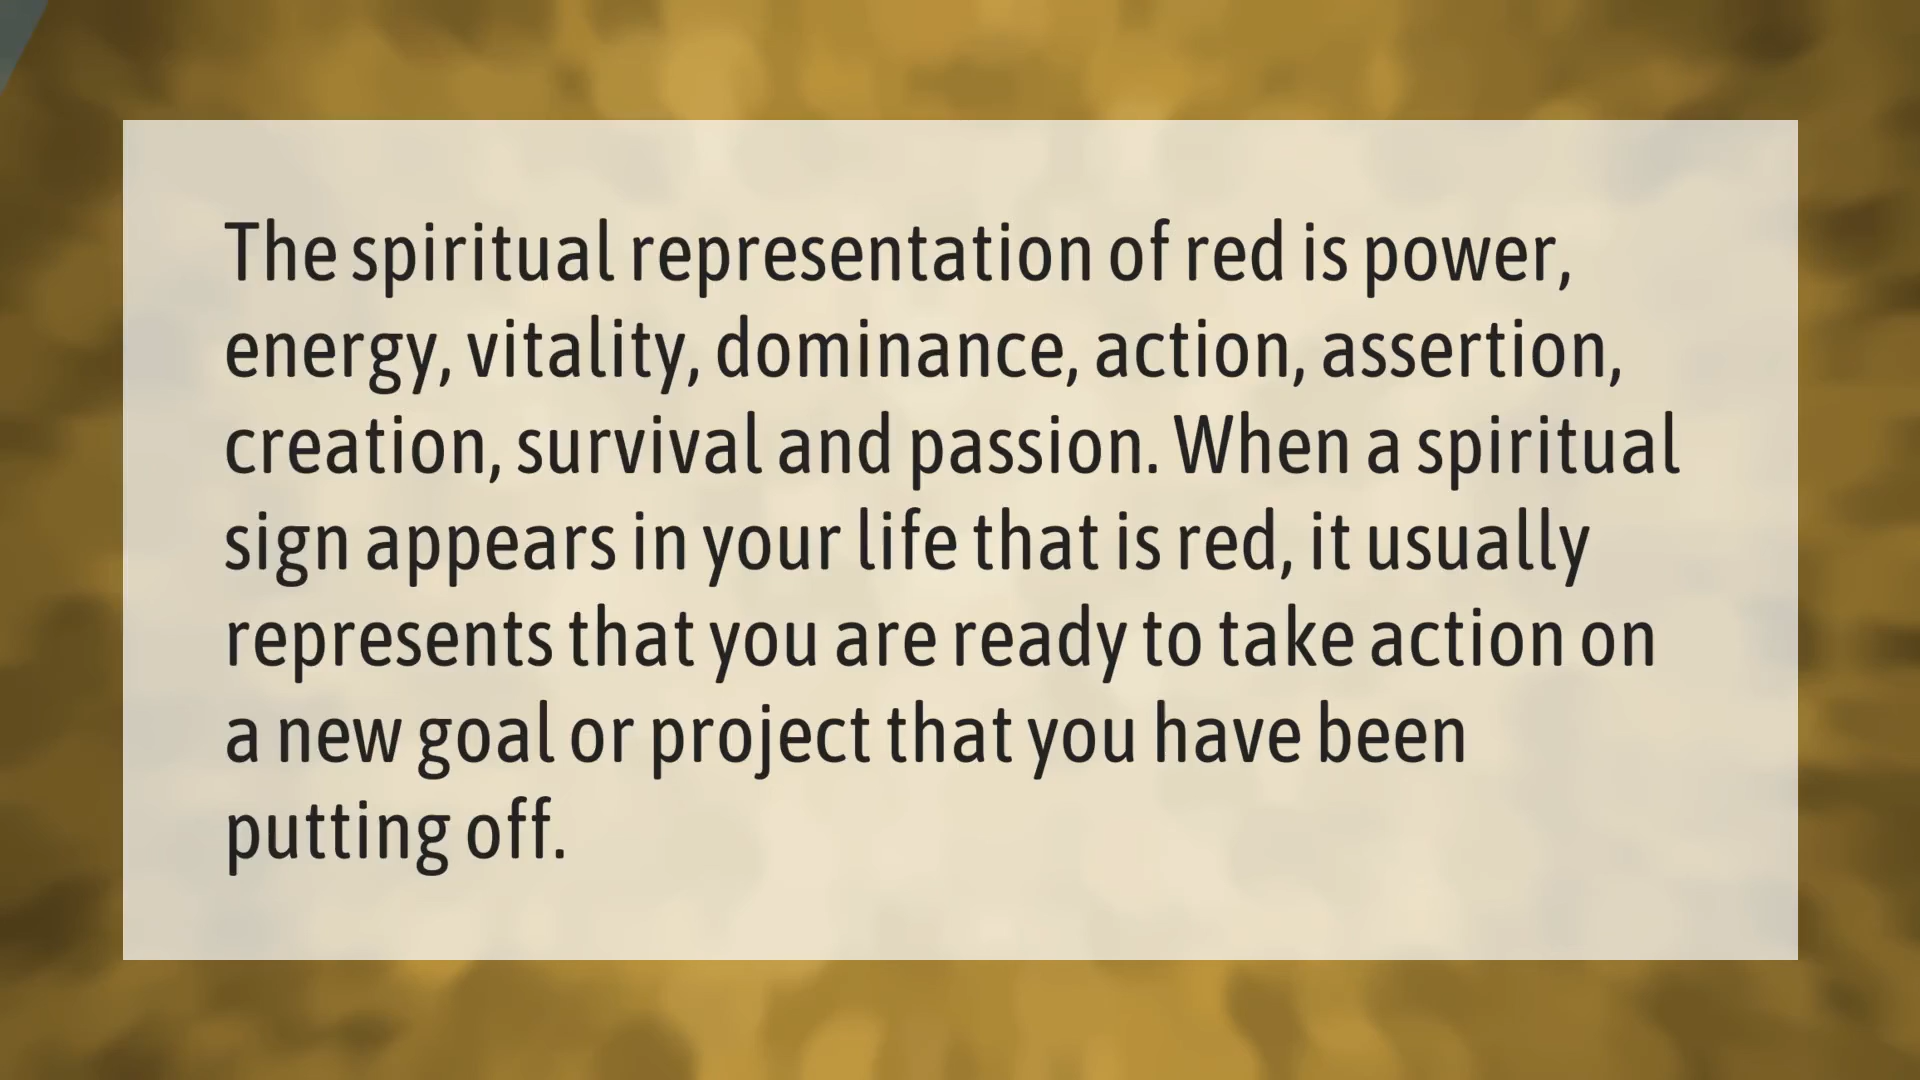 The spiritual representation of red is power,
energy, vitality, dominance, action, assertion,
creation, survival and passion. When a spiritual
sign appears in your life that is red, it usually
represents that you are ready to take action on
a new goal or project that you have been
putting off.